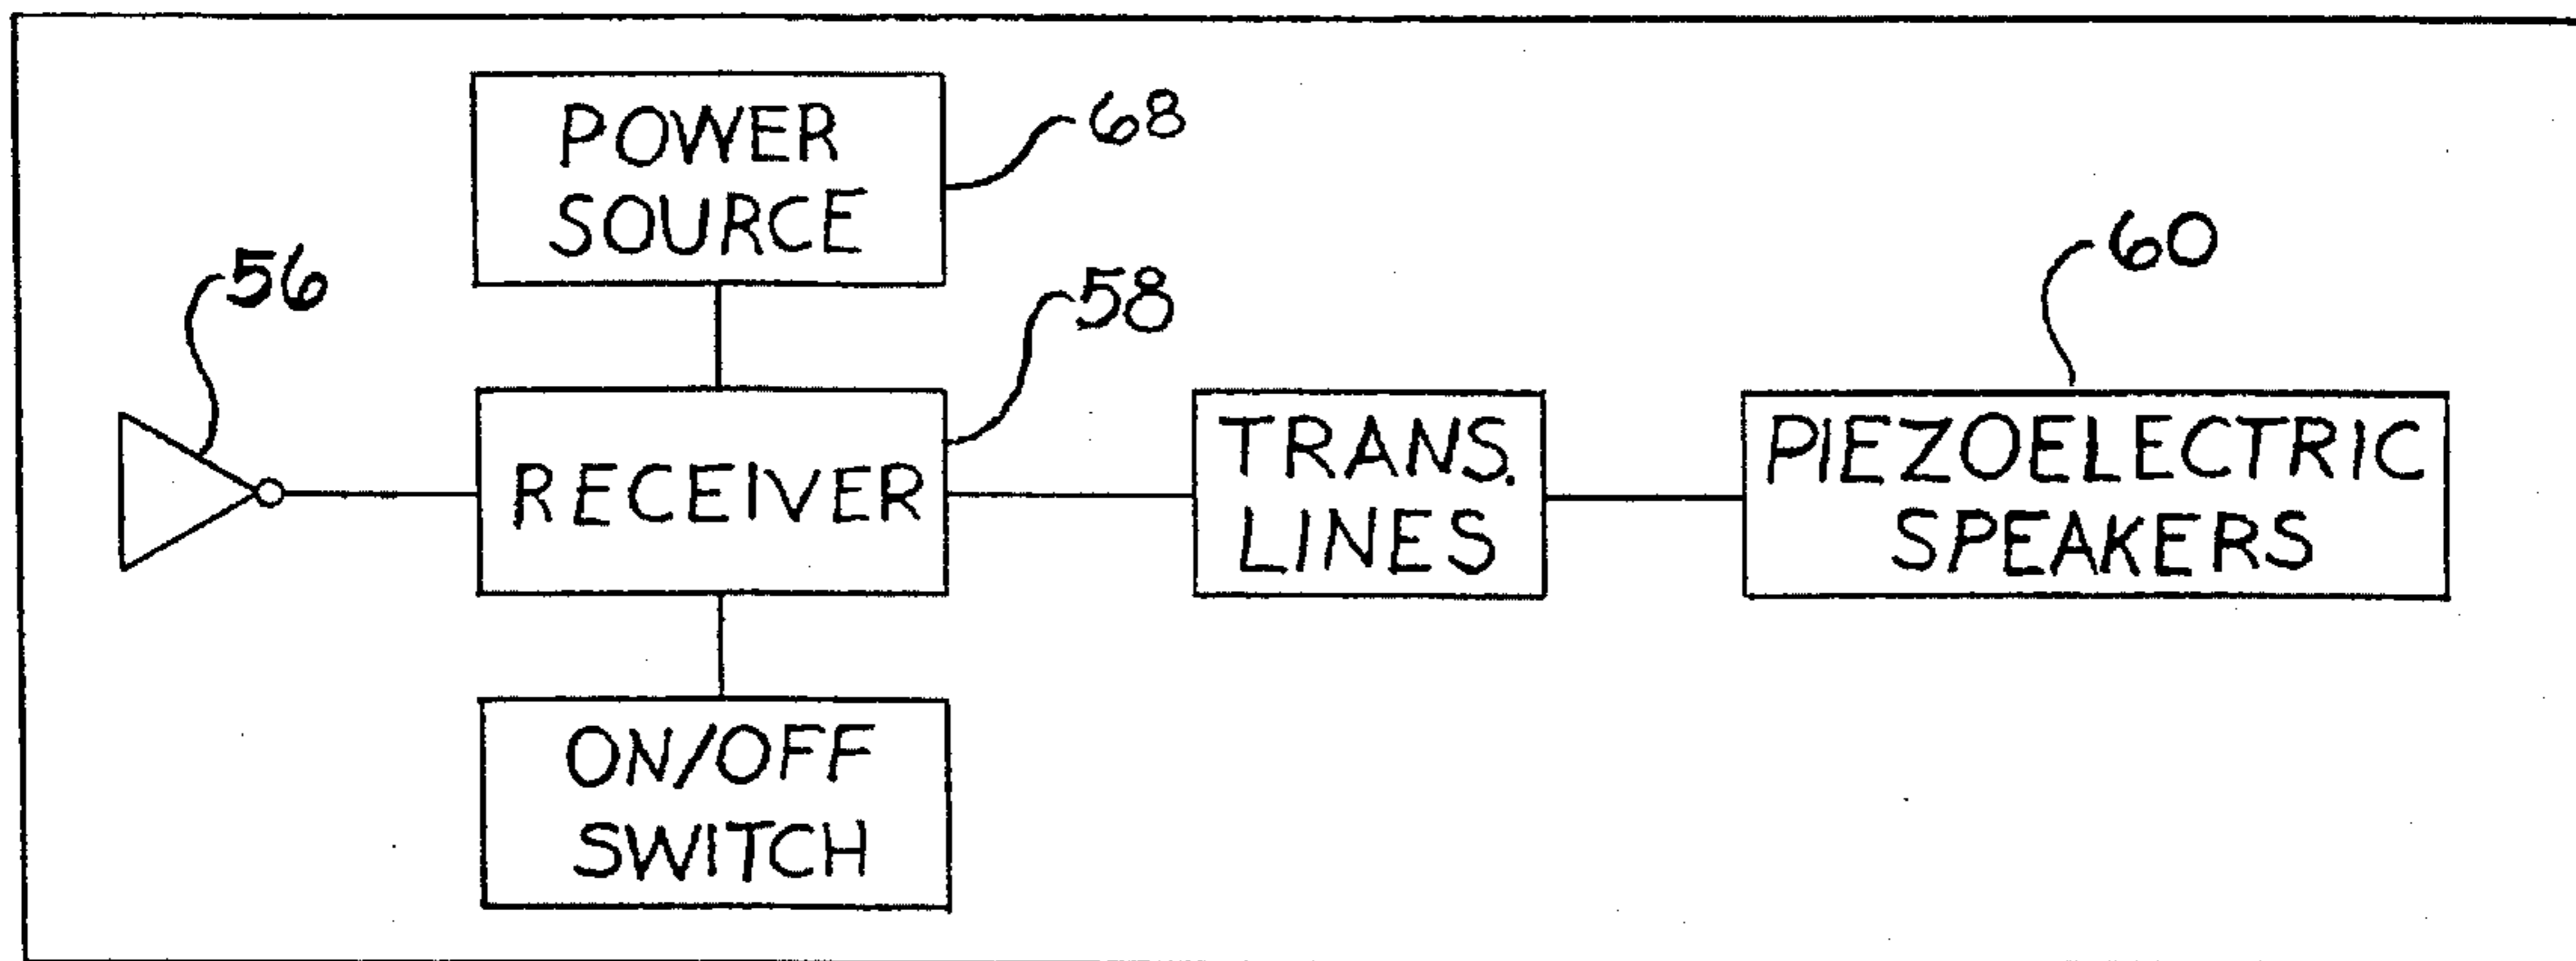 POWER
SOURCE
68
56
58
60
RECEIVER
TRANS.
LINES
PIEZOELECTRIC
SPEAKERS
ON/OFF
SWITCH